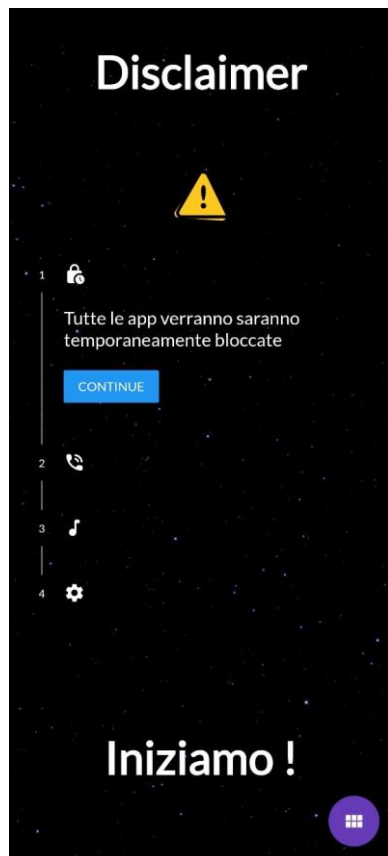 Disclaimer
1
Tutte le app verranno saranno
temporaneamente bloccate
CONTINUE
2
3
4
Iniziamo !